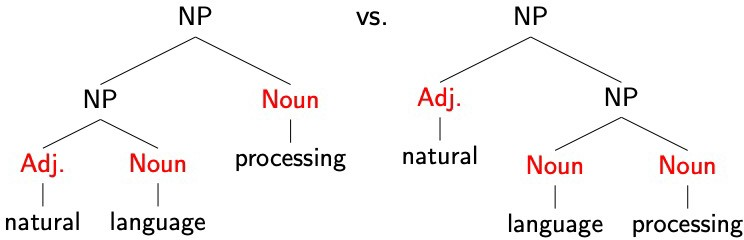 NP vs. NP
NP Noun Adj. NP
Adj. Noun processing natural Noun Noun
natural language language processing